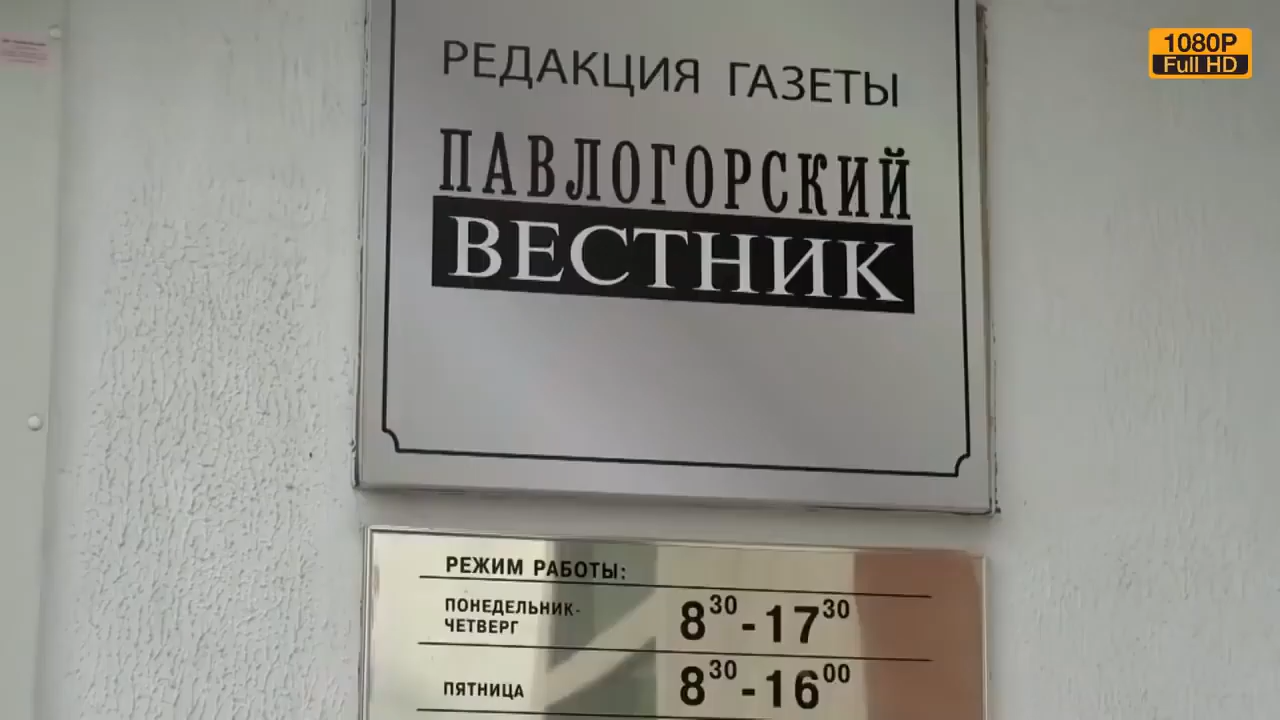 1080P
Full HD
РЕДАКЦИЯ ГАЗЕТЫ
ПАВЛОГОРСКИЙ
ВЕСТНИК
РЕЖИМ РАБОТЫ:
ПОНЕДЕЛЬНИК-
ЧЕТВЕРГ 8³⁰-17³⁰
ПЯТНИЦА 8³⁰-16⁰⁰